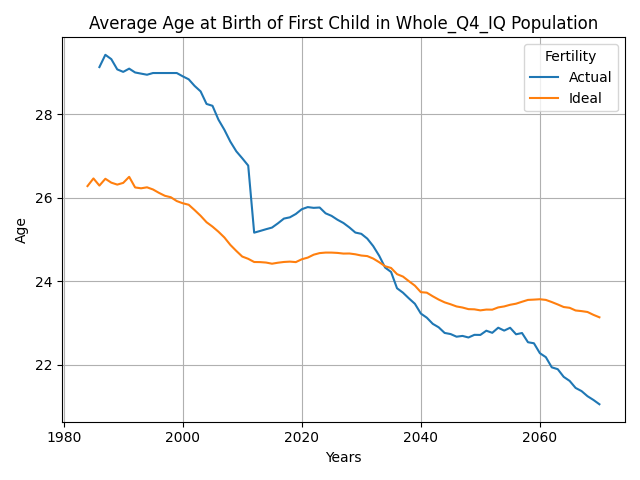 Average Age at Birth of First Child in Whole_Q4_IQ Population
Fertility
Actual
Ideal
Age
28
26
24
22
1980
2000
2020
2040
2060
Years